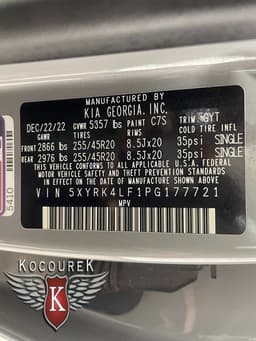 MANUFACTURED BY
KIA GEORGIA, INC.
DEC/22/22 GVWR 5357 lbs PAINT C7S TRIM GYT
GAWR TIRES RIMS COLD TIRE INFL
FRONT 2866 lbs 255/45R20 8.5Jx20 35psi SINGLE
REAR 2976 lbs 255/45R20 8.5Jx20 35psi SINGLE
THIS VEHICLE CONFORMS TO ALL APPLICABLE U.S.A. FEDERAL
MOTOR VEHICLE SAFETY AND THEFT PREVENTION STANDARDS
IN EFFECT ON THE DATE OF MANUFACTURE SHOWN ABOVE.
VIN 5XYRK4LF1PG177721
MPV
5410
KOCOUREK
K